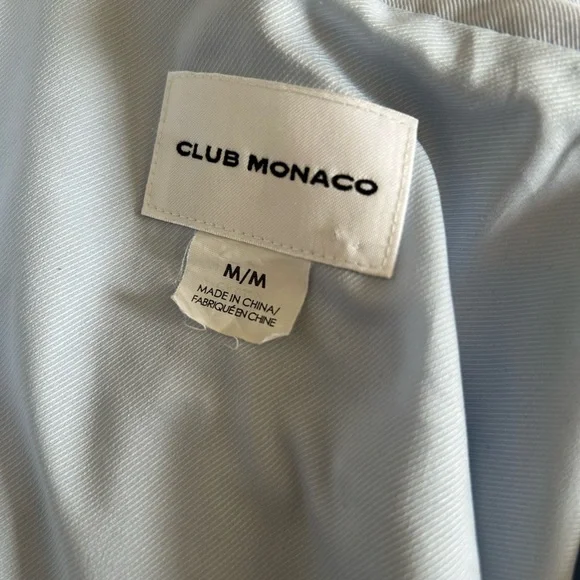 CLUB MONACO
M/M
MADE IN CHINA/
FABRIQUÉ EN CHINE